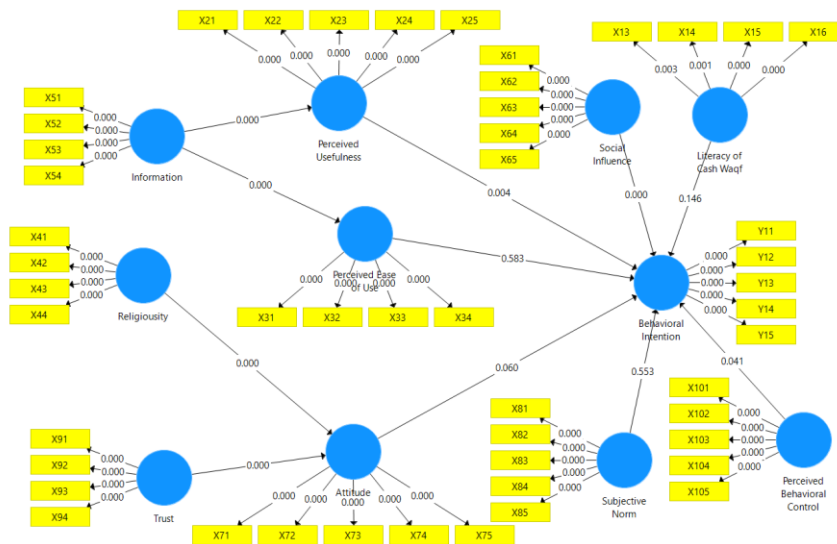 X21 X22 X23 X24 X25
0.000 0.000 0.000 0.000 0.000
Perceived
Usefulness
X13 X14 X15 X16
0.003 0.001 0.000 0.000
Literacy of
Cash Waqf
X61
X62
X63
X64
X65
0.000
0.000
0.000
0.000
0.000
Social
Influence
X51
X52
X53
X54
0.000
0.000
0.000
0.000
Information
0.000
0.000
0.004
0.000
0.146
X41
X42
X43
X44
0.000
0.000
0.000
0.000
Religiousity
Perceived Ease
of Use
0.000 0.000 0.000 0.000
X31 X32 X33 X34
0.583
Y11
Y12
Y13
Y14
Y15
0.000
0.000
0.000
0.000
0.000
Behavioral
Intention
0.000
0.060
0.553
0.041
X91
X92
X93
X94
0.000
0.000
0.000
0.000
Trust
0.000
Attitude
0.000 0.000 0.000 0.000 0.000
X71 X72 X73 X74 X75
X81
X82
X83
X84
X85
0.000
0.000
0.000
0.000
0.000
Subjective
Norm
X101
X102
X103
X104
X105
0.000
0.000
0.000
0.000
0.000
Perceived
Behavioral
Control